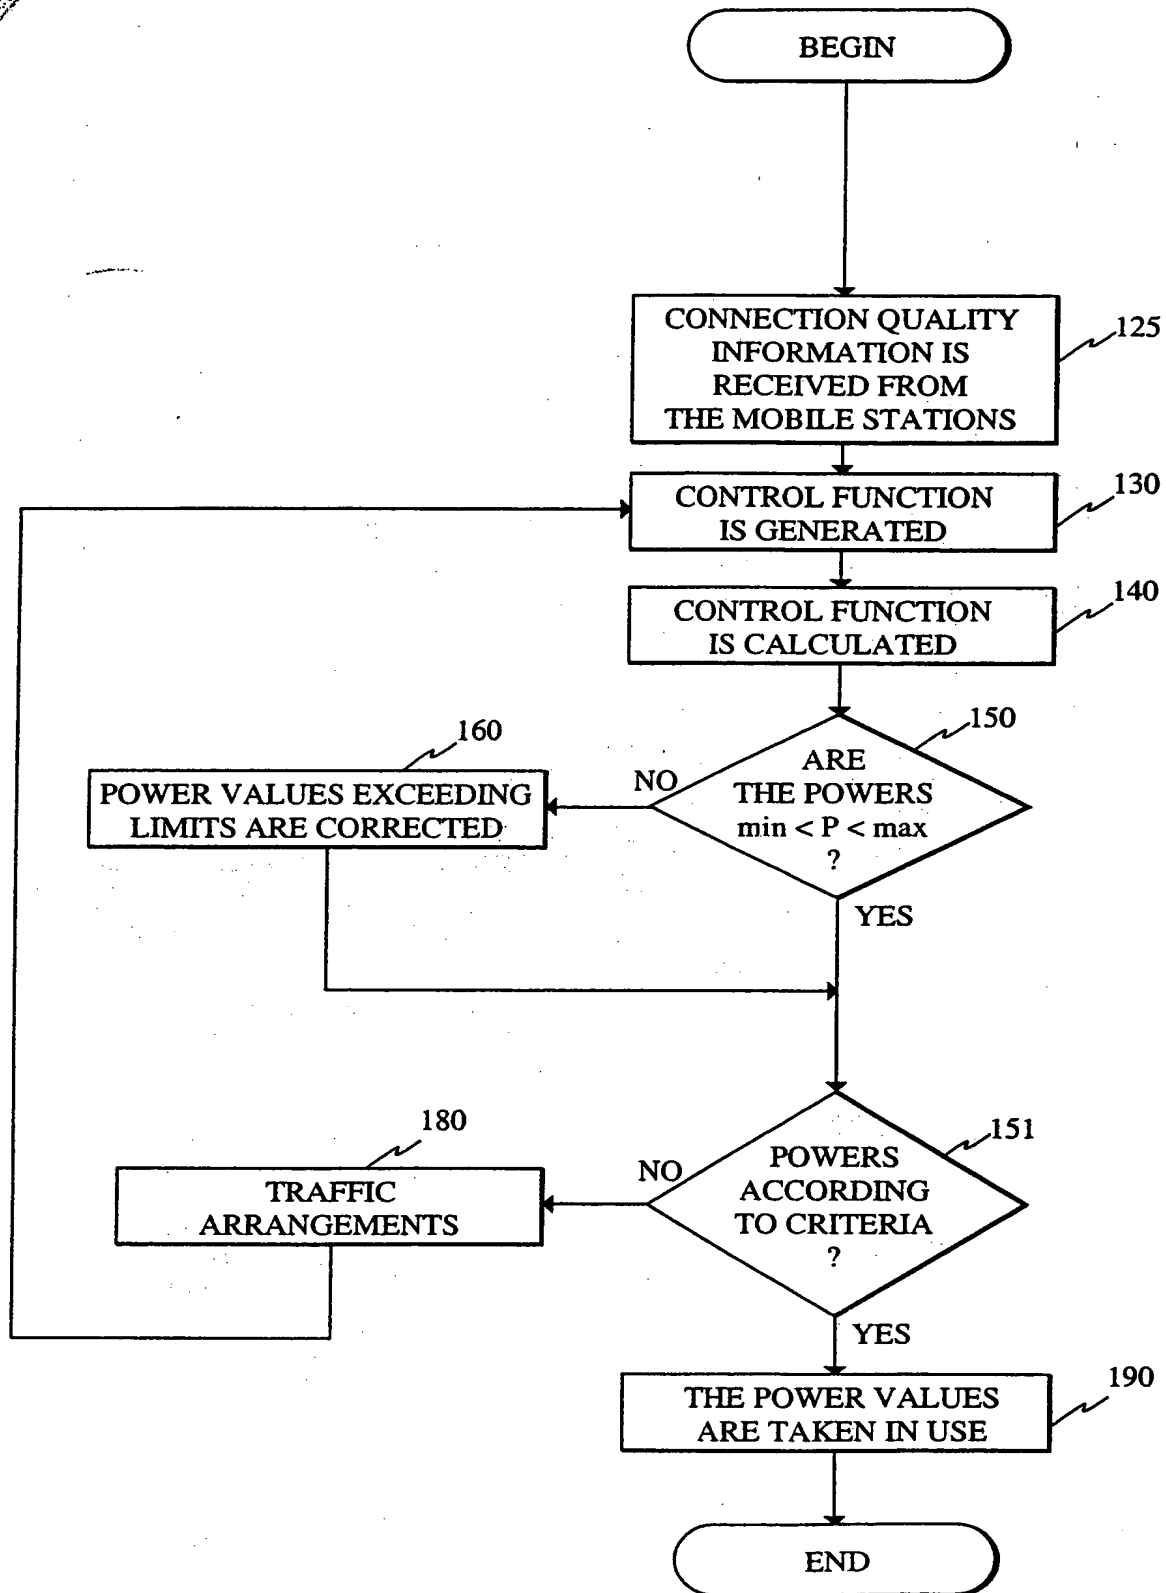 BEGIN
CONNECTION QUALITY
INFORMATION IS
RECEIVED FROM
THE MOBILE STATIONS
125
CONTROL FUNCTION
IS GENERATED
130
CONTROL FUNCTION
IS CALCULATED
140
ARE
THE POWERS
min < P < max
?
150
NO
160
POWER VALUES EXCEEDING
LIMITS ARE CORRECTED
YES
POWERS
ACCORDING
TO CRITERIA
?
151
NO
180
TRAFFIC
ARRANGEMENTS
YES
THE POWER VALUES
ARE TAKEN IN USE
190
END